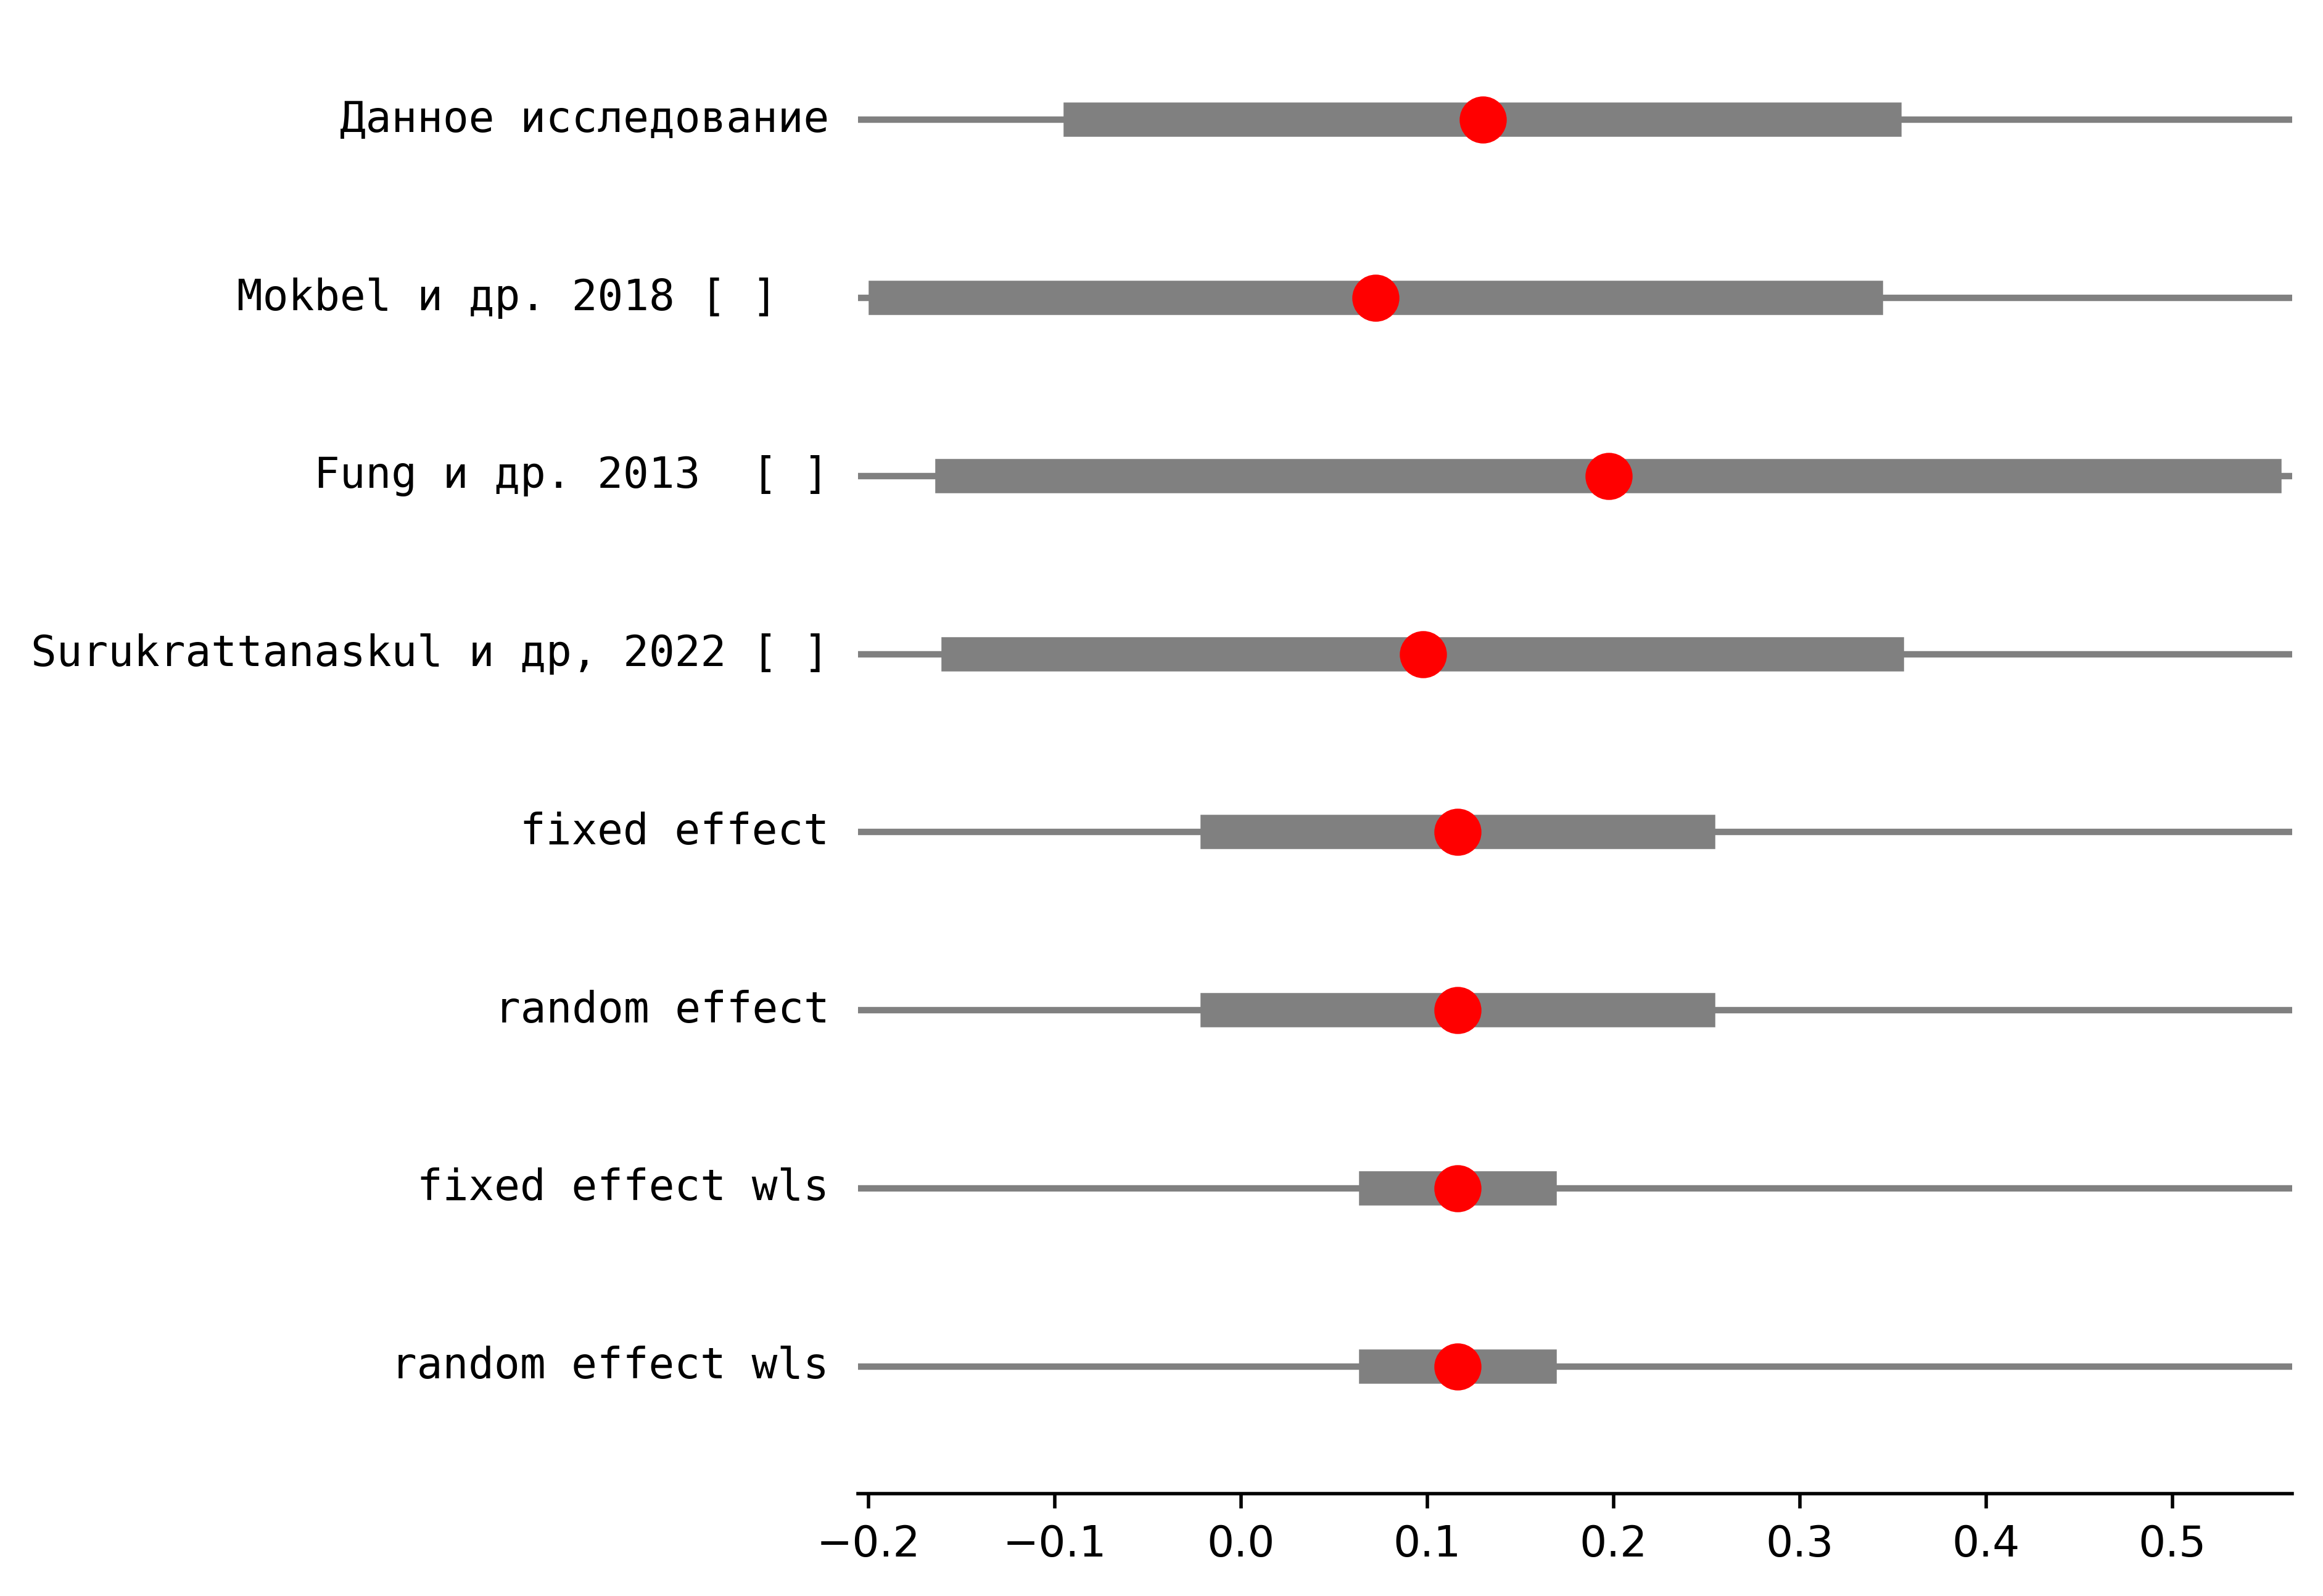 Данное исследование
Mokbel и др. 2018 [ ]
Fung и др. 2013  [ ]
Surukrattanaskul и др, 2022 [ ]
fixed effect
random effect
fixed effect wls
random effect wls
−0.2 −0.1 0.0 0.1 0.2 0.3 0.4 0.5